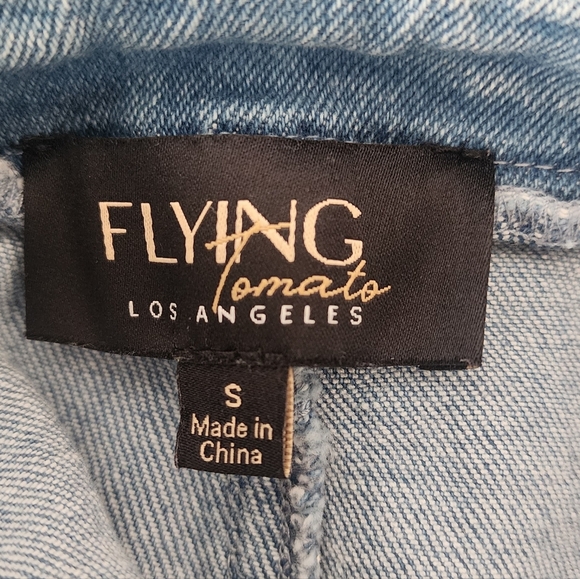 FLYING
Tomato
LOS ANGELES
S
Made in
China